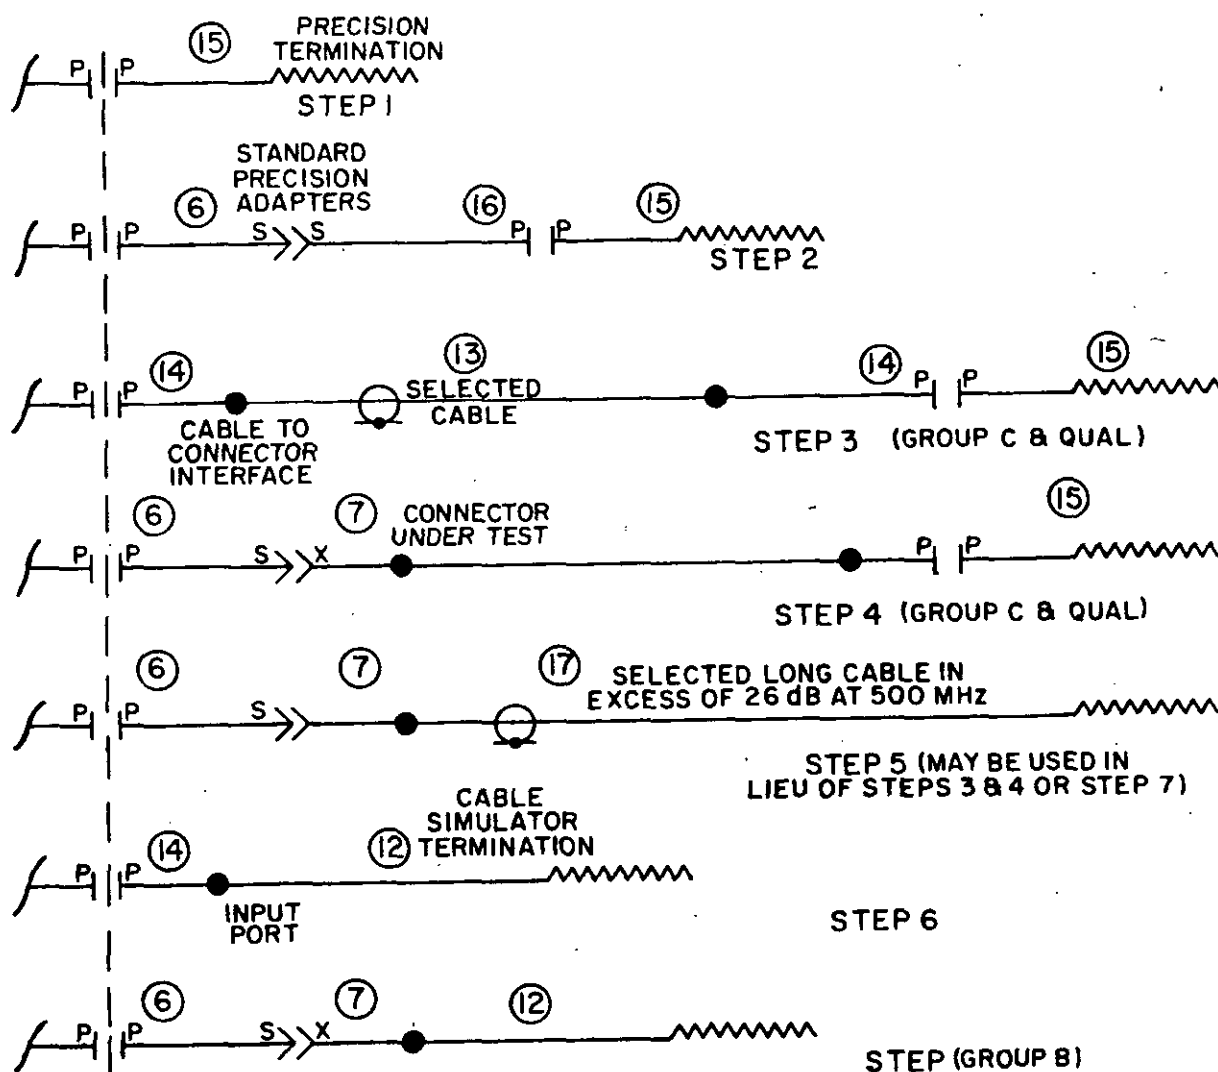 15
PRECISION
TERMINATION
P P
STEP 1
STANDARD
PRECISION
ADAPTERS
6
16
15
P P S S P P
STEP 2
14
13
SELECTED
CABLE
14
15
P P P P
CABLE TO
CONNECTOR
INTERFACE
STEP 3 (GROUP C & QUAL)
6
7
CONNECTOR
UNDER TEST
15
P P S X P P
STEP 4 (GROUP C & QUAL)
6
7
17
SELECTED LONG CABLE IN
EXCESS OF 26 dB AT 500 MHz
P P S
STEP 5 (MAY BE USED IN
LIEU OF STEPS 3 & 4 OR STEP 7)
14
12
CABLE
SIMULATOR
TERMINATION
P P
INPUT
PORT
STEP 6
6
7
12
P P S X
STEP (GROUP B)